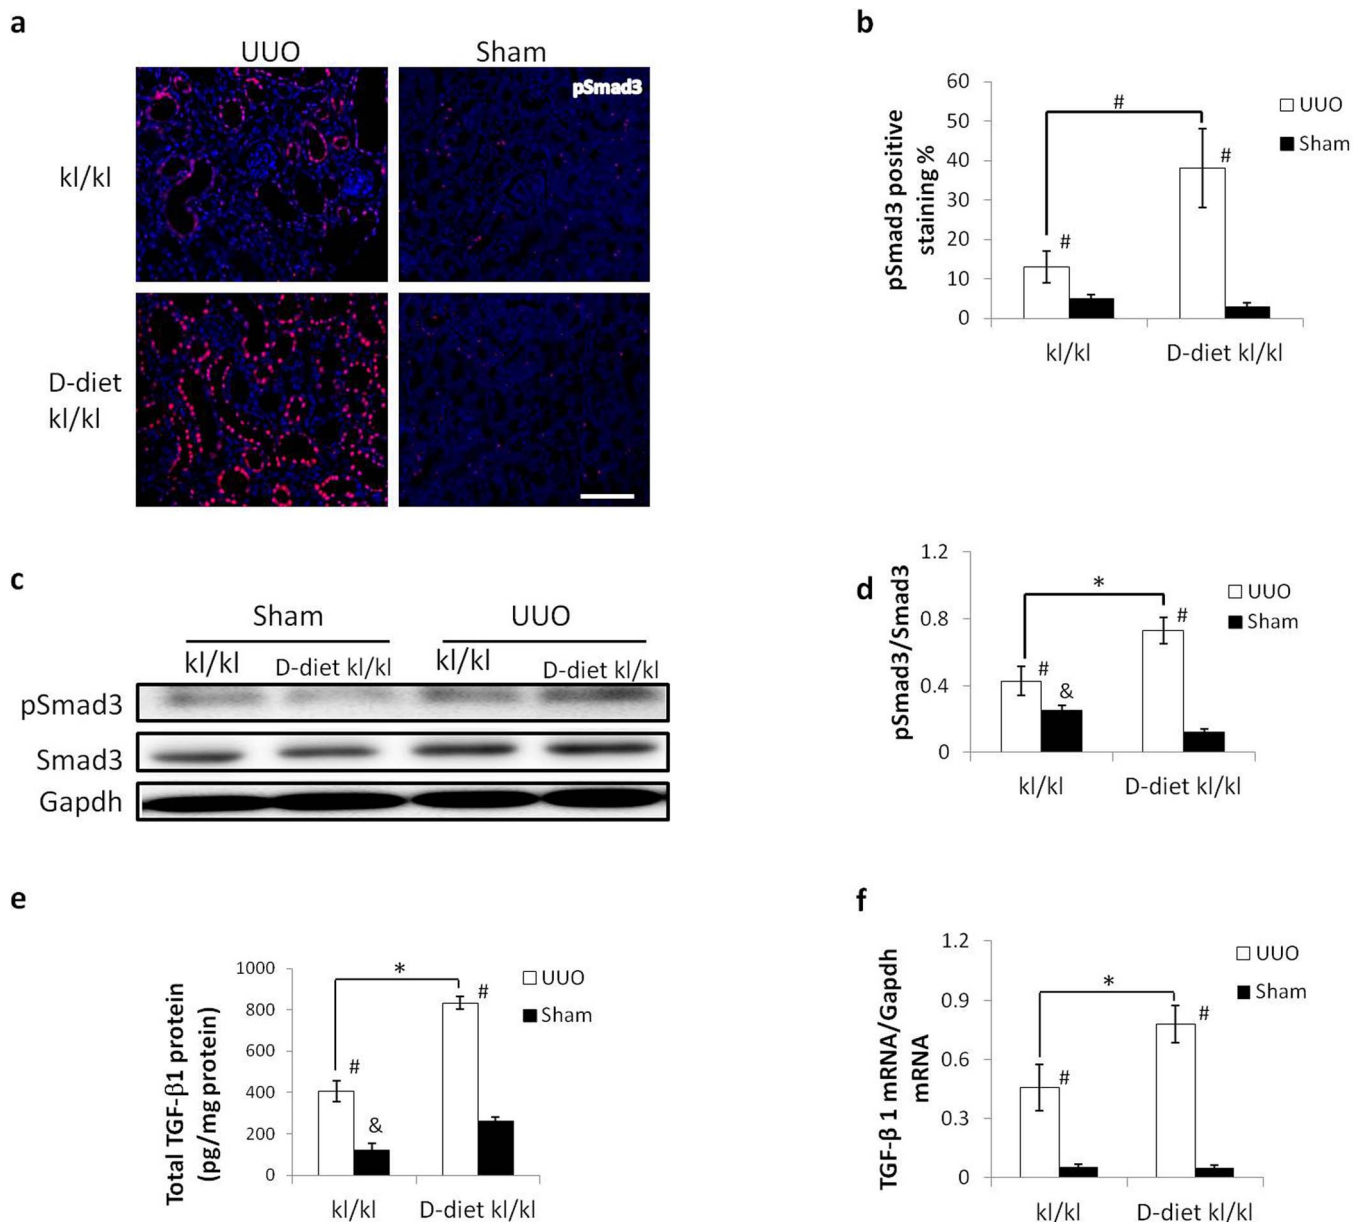 a
UUO
Sham
pSmad3
kl/kl
D-diet
kl/kl
b
pSmad3 positive
staining %
60
50
40
30
20
10
0
#
#
#
UUO
Sham
kl/kl
D-diet kl/kl
c
Sham
UUO
kl/kl
D-diet kl/kl
kl/kl
D-diet kl/kl
pSmad3
Smad3
Gapdh
d
pSmad3/Smad3
1.2
0.8
0.4
0
*
#
#
&
UUO
Sham
kl/kl
D-diet kl/kl
e
Total TGF-β1 protein
(pg/mg protein)
1000
800
600
400
200
0
*
#
#
&
UUO
Sham
kl/kl
D-diet kl/kl
f
TGF-β 1 mRNA/Gapdh
mRNA
1.2
0.9
0.6
0.3
0
*
#
#
UUO
Sham
kl/kl
D-diet kl/kl